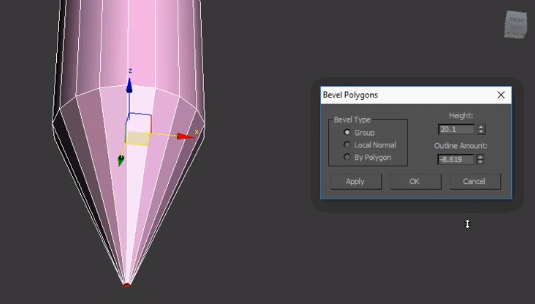 Bevel Polygons
Bevel Type
Group
Local Normal
By Polygon
Height:
20.1
Outline Amount:
-8.619
Apply
OK
Cancel
z
x